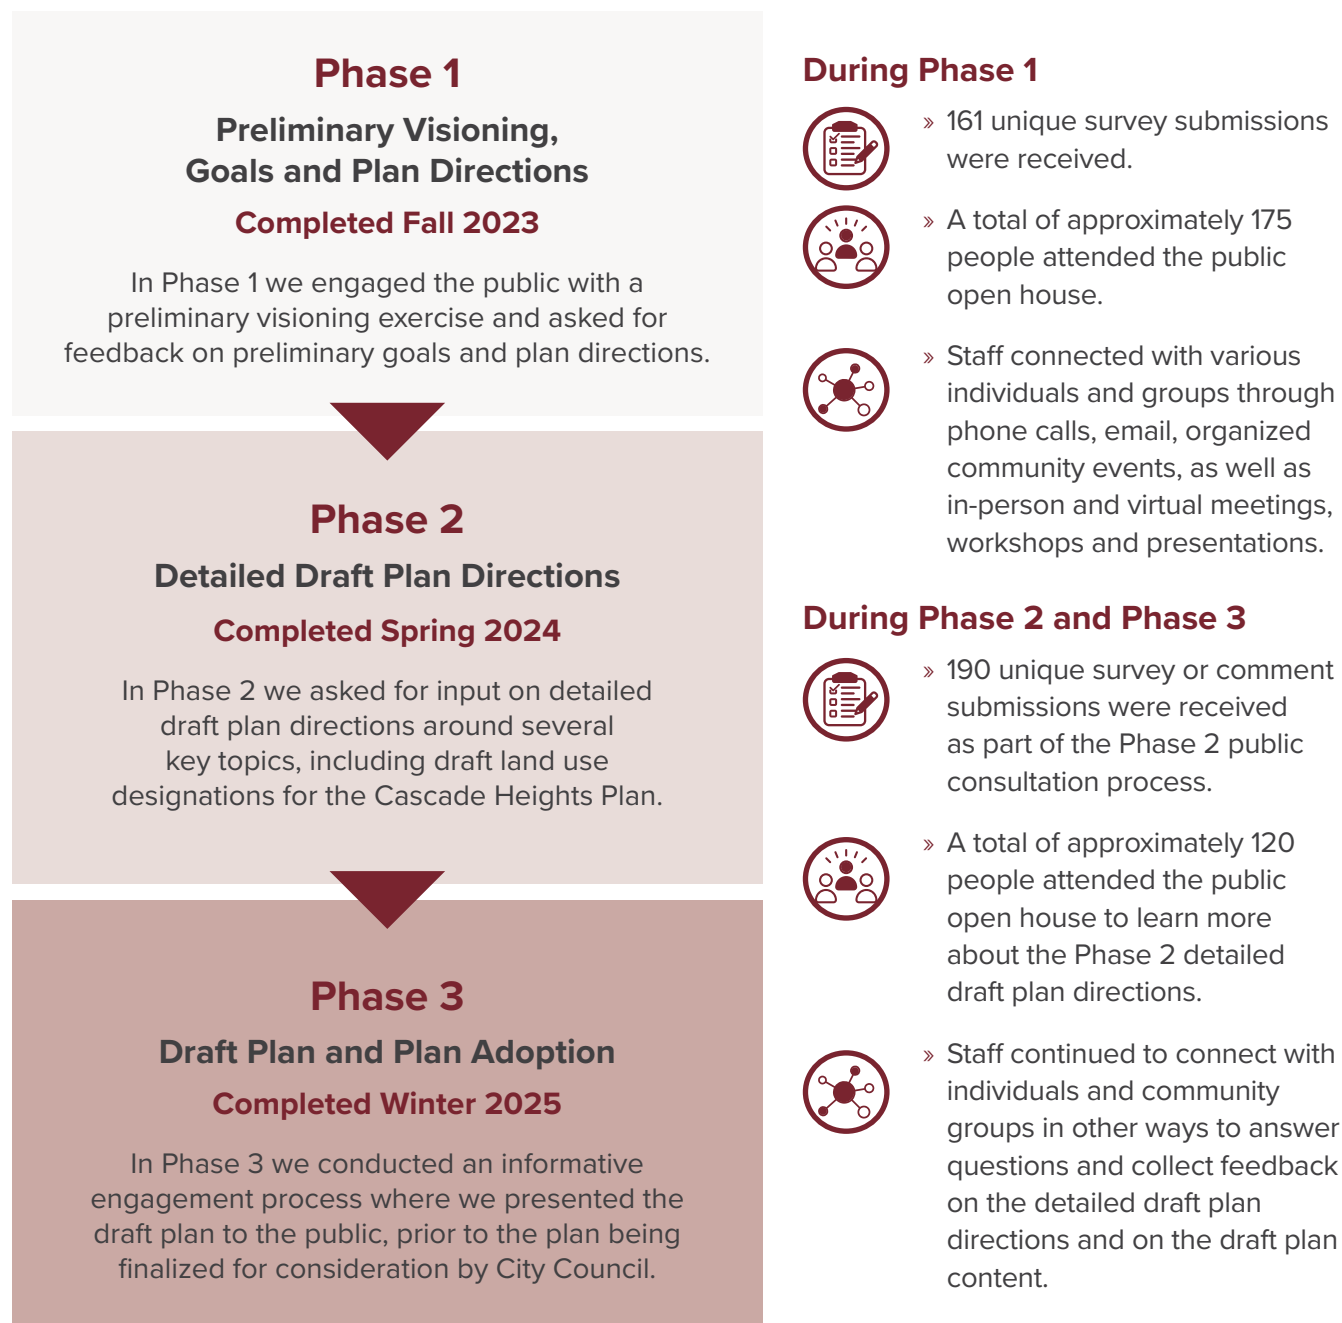 Phase 1
Preliminary Visioning,
Goals and Plan Directions
Completed Fall 2023
In Phase 1 we engaged the public with a
preliminary visioning exercise and asked for
feedback on preliminary goals and plan directions.
Phase 2
Detailed Draft Plan Directions
Completed Spring 2024
In Phase 2 we asked for input on detailed
draft plan directions around several
key topics, including draft land use
designations for the Cascade Heights Plan.
Phase 3
Draft Plan and Plan Adoption
Completed Winter 2025
In Phase 3 we conducted an informative
engagement process where we presented the
draft plan to the public, prior to the plan being
finalized for consideration by City Council.
During Phase 1
» 161 unique survey submissions
were received.
» A total of approximately 175
people attended the public
open house.
» Staff connected with various
individuals and groups through
phone calls, email, organized
community events, as well as
in-person and virtual meetings,
workshops and presentations.
During Phase 2 and Phase 3
» 190 unique survey or comment
submissions were received
as part of the Phase 2 public
consultation process.
» A total of approximately 120
people attended the public
open house to learn more
about the Phase 2 detailed
draft plan directions.
» Staff continued to connect with
individuals and community
groups in other ways to answer
questions and collect feedback
on the detailed draft plan
directions and on the draft plan
content.